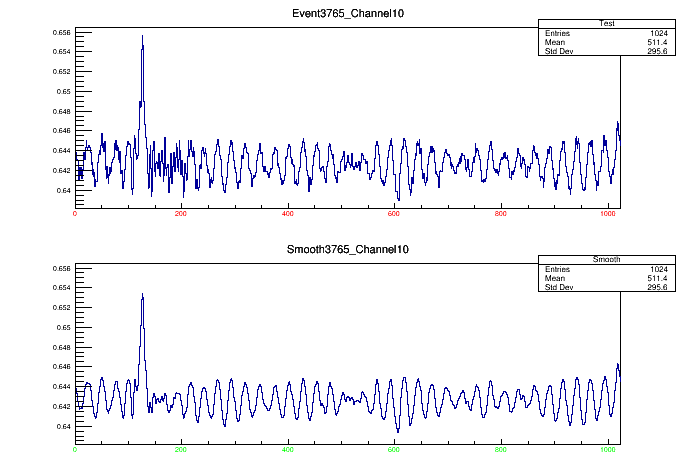 Event3765_Channel10
Test
Entries 1024
Mean 511.4
Std Dev 295.6
0.656
0.654
0.652
0.65
0.648
0.646
0.644
0.642
0.64
0 200 400 600 800 1000
Smooth3765_Channel10
Smooth
Entries 1024
Mean 511.4
Std Dev 295.6
0.656
0.654
0.652
0.65
0.648
0.646
0.644
0.642
0.64
0 200 400 600 800 1000